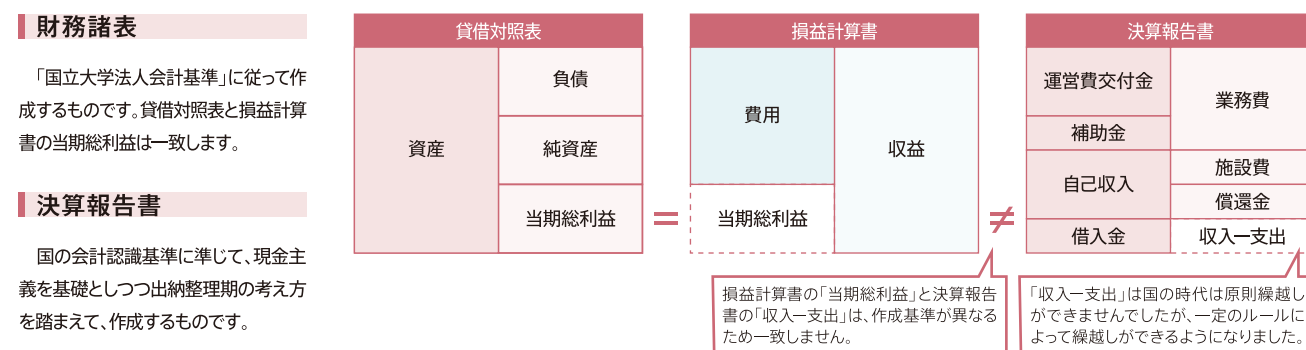 財務諸表
「国立大学法人会計基準」に従って作
成するものです。貸借対照表と損益計算
書の当期総利益は一致します。
決算報告書
国の会計認識基準に準じて、現金主
義を基礎としつつ出納整理期の考え方
を踏まえて、作成するものです。
貸借対照表
資産
負債
純資産
当期総利益
=
損益計算書
費用
当期総利益
収益
≠
決算報告書
運営費交付金
補助金
自己収入
借入金
業務費
施設費
償還金
収入ー支出
損益計算書の「当期総利益」と決算報告
書の「収入ー支出」は、作成基準が異なる
ため一致しません。
「収入ー支出」は国の時代は原則繰越し
ができませんでしたが、一定のルールに
よって繰越しができるようになりました。